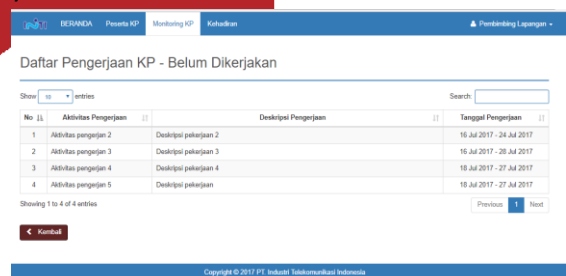 BERANDA Peserta KP Monitoring KP Kehadiran Pembimbing Lapangan
Daftar Pengerjaan KP - Belum Dikerjakan
Show 10 entries Search:
No Aktivitas Pengerjaan Deskripsi Pengerjaan Tanggal Pengerjaan
1 Aktivitas pengerjan 2 Deskripsi pekerjaan 2 16 Jul 2017 - 24 Jul 2017
2 Aktivitas pengerjan 3 Deskripsi pekerjaan 3 16 Jul 2017 - 28 Jul 2017
3 Aktivitas pengerjan 4 Deskripsi pekerjaan 4 18 Jul 2017 - 27 Jul 2017
4 Aktivitas pengerjan 5 Deskripsi pekerjaan 18 Jul 2017 - 27 Jul 2017
Showing 1 to 4 of 4 entries Previous 1 Next
Kembali
Copyright © 2017 PT. Industri Telekomunikasi Indonesia